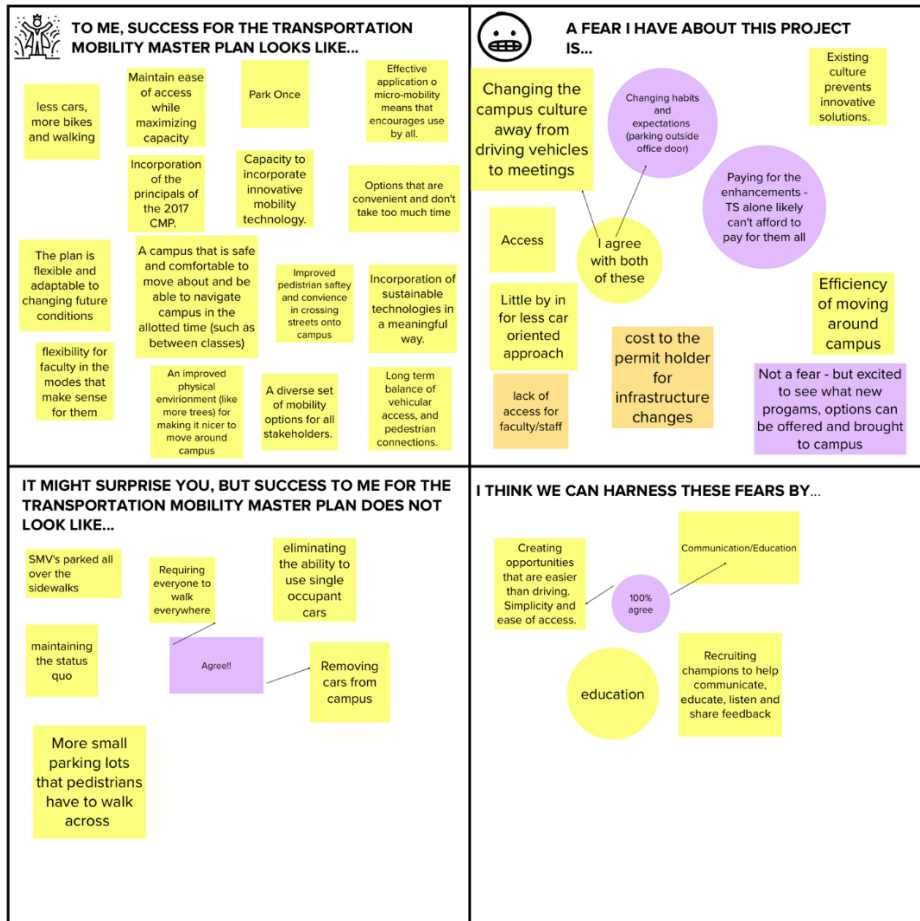 TO ME, SUCCESS FOR THE TRANSPORTATION
MOBILITY MASTER PLAN LOOKS LIKE...
less cars,
more bikes
and walking
Maintain ease
of access
while
maximizing
capacity
Park Once
Effective
application o
micro-mobility
means that
encourages use
by all.
Incorporation
of the
principals of
the 2017
CMP.
Capacity to
incorporate
innovative
mobility
technology.
Options that are
convenient and don't
take too much time
The plan is
flexible and
adaptable to
changing future
conditions
A campus that is safe
and comfortable to
move about and be
able to navigate
campus in the
allotted time (such as
between classes)
Improved
pedistrian saftey
and convience in
crossing streets onto
campus
Incorporation of
sustainable
technologies in a
meaningful way.
flexibility for
faculty in the
modes that
make sense
for them
An improved physical
envirionment (like
more trees) for
making it nicer to
move around
campus
A diverse set
of mobility
options for all
stakeholders.
Long term
balance of
vehicular
access, and
pedestrian
connections.
A FEAR I HAVE ABOUT THIS PROJECT
IS...
Changing the
campus culture
away from
driving vehicles
to meetings
Changing habits
and
expectations
(parking outside
office door)
Existing
culture
prevents
innovative
solutions.
Paying for the
enhancements -
TS alone likely
can't afford to
pay for them all
Access
I agree
with both
of these
Little by in
for less car
oriented
approach
Efficiency
of moving
around
campus
cost to the
permit holder
for
infrastructure
changes
lack of
access for
faculty/staff
Not a fear - but excited
to see what new
progams, options can
be offered and brought
to campus
IT MIGHT SURPRISE YOU, BUT SUCCESS TO ME FOR THE
TRANSPORTATION MOBILITY MASTER PLAN DOES NOT
LOOK LIKE...
SMV's parked all
over the
sidewalks
Requiring
everyone to
walk
everywhere
eliminating
the ability to
use single
occupant
cars
maintaining
the status
quo
Agree!!
Removing
cars from
campus
More small
parking lots
that pedistrians
have to walk
across
I THINK WE CAN HARNESS THESE FEARS BY...
Creating
opportunities
that are easier
than driving.
Simplicity and
ease of access.
100%
agree
Communication/Education
education
Recruiting
champions to help
communicate,
educate, listen and
share feedback